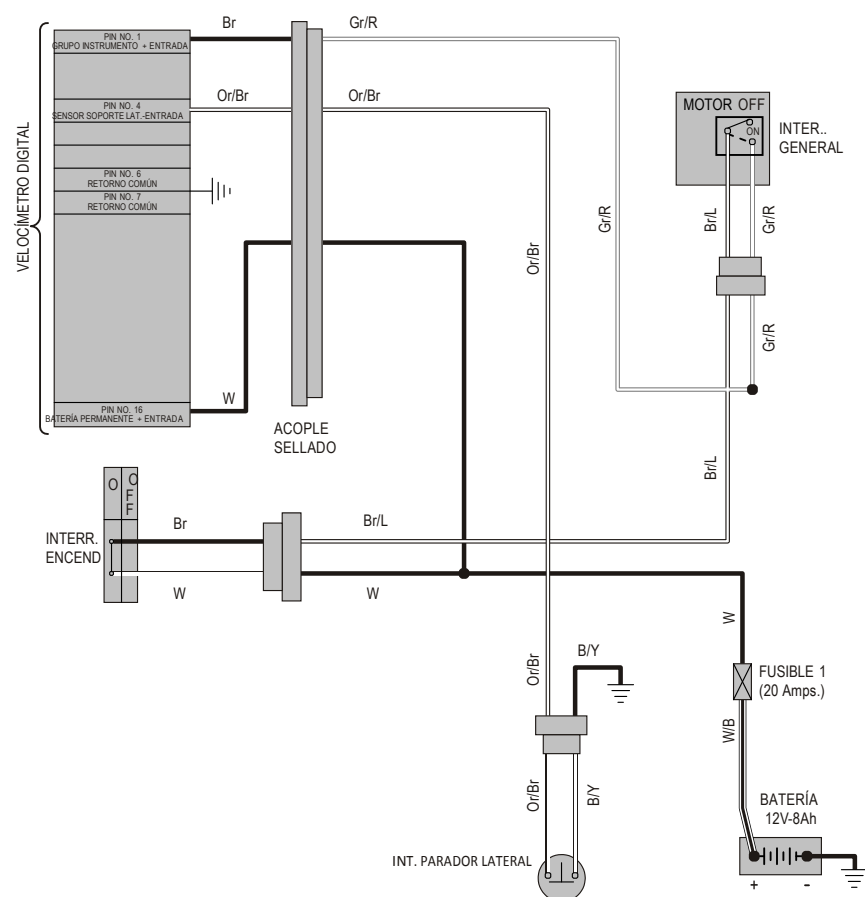 VELOCÍMETRO DIGITAL
PIN NO. 1
GRUPO INSTRUMENTO + ENTRADA
PIN NO. 4
SENSOR SOPORTE LAT.-ENTRADA
PIN NO. 6
RETORNO COMÚN
PIN NO. 7
RETORNO COMÚN
PIN NO. 16
BATERÍA PERMANENTE + ENTRADA
Br
Gr/R
Or/Br
Or/Br
W
ACOPLE
SELLADO
Or/Br
Gr/R
MOTOR OFF
ON
INTER..
GENERAL
Br/L
Gr/R
Gr/R
Br/L
O
OFF
INTERR.
ENCEND
Br
Br/L
W
W
W
FUSIBLE 1
(20 Amps.)
W/B
BATERÍA
12V-8Ah
+
-
Or/Br
B/Y
Or/Br
B/Y
INT. PARADOR LATERAL